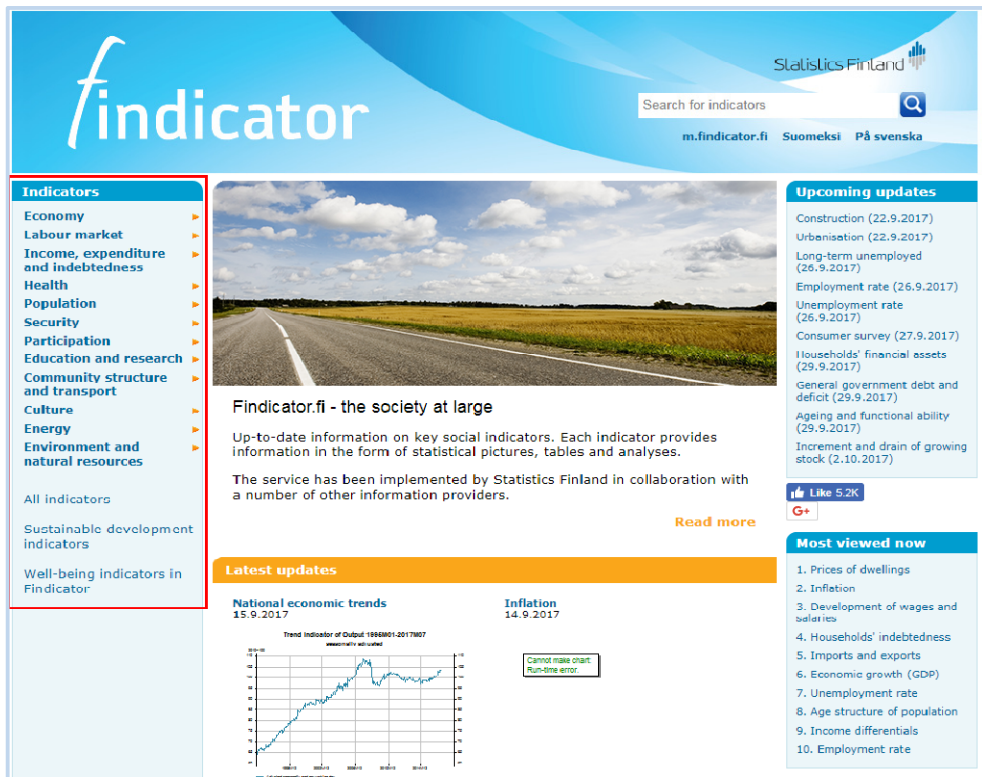 findicator
Statistics Finland
Search for indicators
m.findicator.fi Suomeksi På svenska
Indicators
Economy
Labour market
Income, expenditure
and indebtedness
Health
Population
Security
Participation
Education and research
Community structure
and transport
Culture
Energy
Environment and
natural resources
All indicators
Sustainable development
indicators
Well-being indicators in
Findicator
Findicator.fi - the society at large
Up-to-date information on key social indicators. Each indicator provides
information in the form of statistical pictures, tables and analyses.
The service has been implemented by Statistics Finland in collaboration with
a number of other information providers.
Read more
Latest updates
National economic trends
15.9.2017
Trend Indicator of Output 1995M01-2017M07
Inflation
14.9.2017
Cannot make chart:
Run-time error.
Upcoming updates
Construction (22.9.2017)
Urbanisation (22.9.2017)
Long-term unemployed
(26.9.2017)
Employment rate (26.9.2017)
Unemployment rate
(26.9.2017)
Consumer survey (27.9.2017)
Households' financial assets
(29.9.2017)
General government debt and
deficit (29.9.2017)
Ageing and functional ability
(29.9.2017)
Increment and drain of growing
stock (2.10.2017)
Like 5.2K
G+
Most viewed now
1. Prices of dwellings
2. Inflation
3. Development of wages and
salaries
4. Households' indebtedness
5. Imports and exports
6. Economic growth (GDP)
7. Unemployment rate
8. Age structure of population
9. Income differentials
10. Employment rate